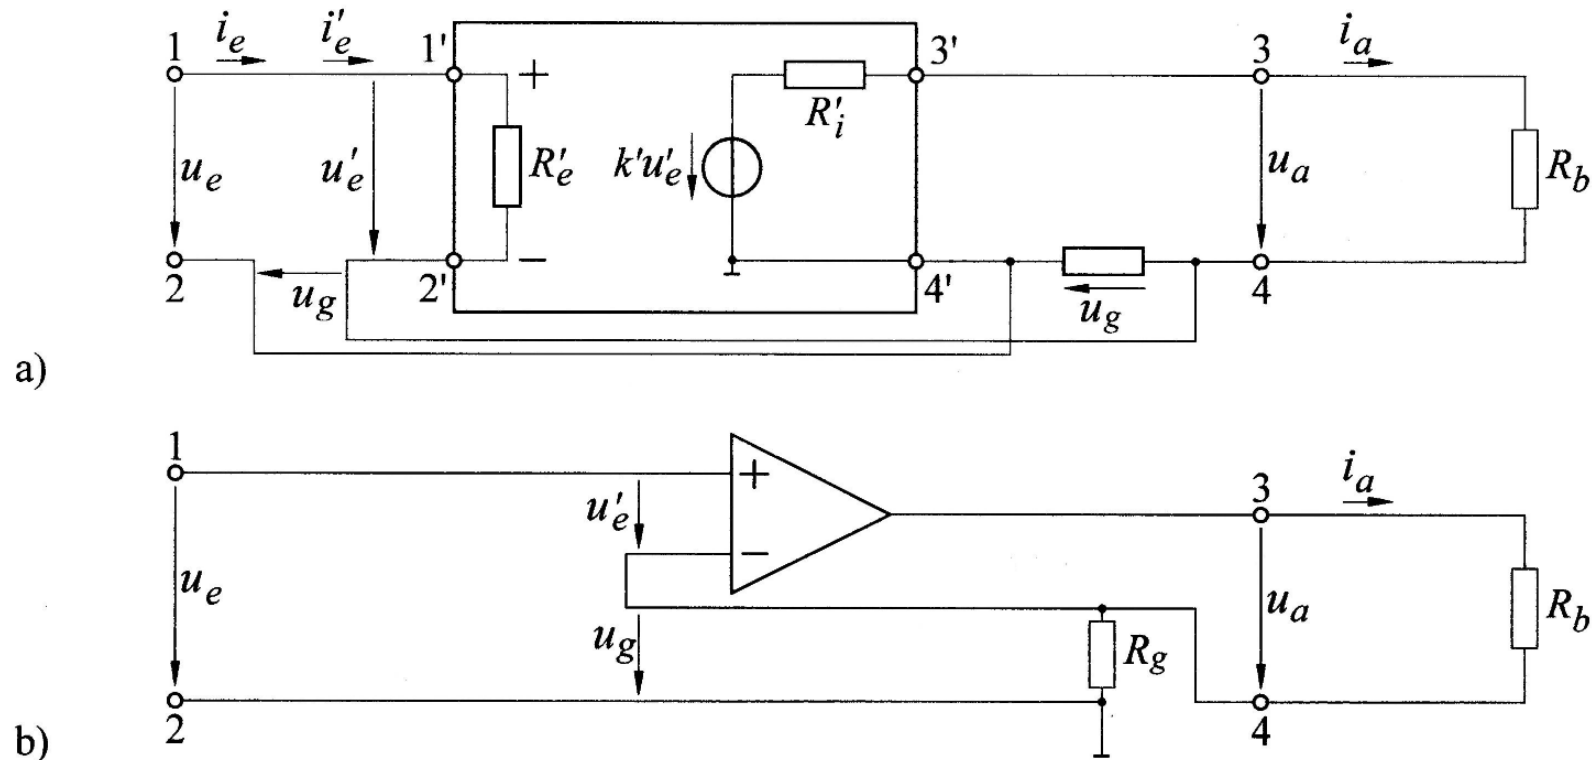 1 i_e i'_e 1' + 3' 3 i_a
R'_i
u_e u'_e R'_e k'u'_e u_a R_b
2 u_g 2' − 4' u_g 4
a)
1 + 3 i_a
u'_e −
u_e u_a R_b
u_g R_g
2 4
b)